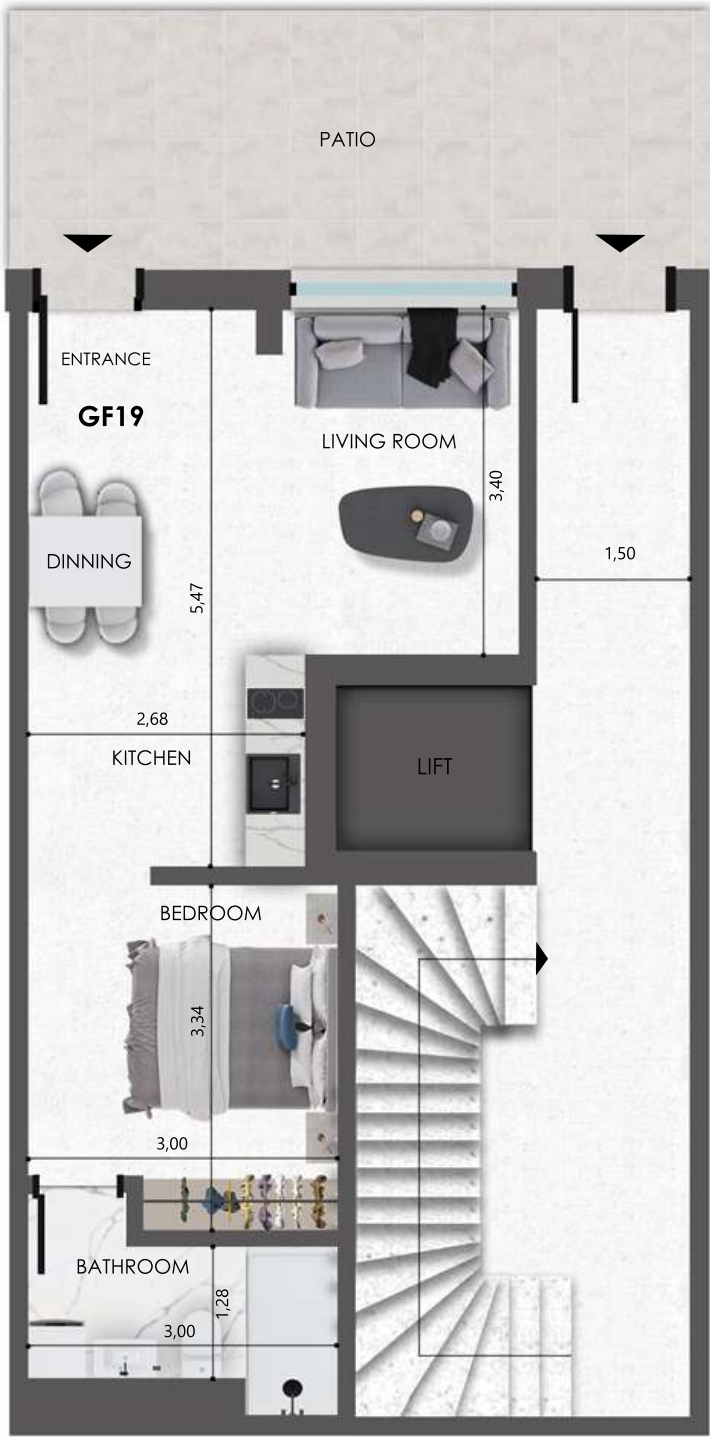 PATIO
ENTRANCE
GF19
LIVING ROOM
3,40
DINNING
1,50
5,47
2,68
KITCHEN
LIFT
BEDROOM
3,34
3,00
BATHROOM
1,28
3,00